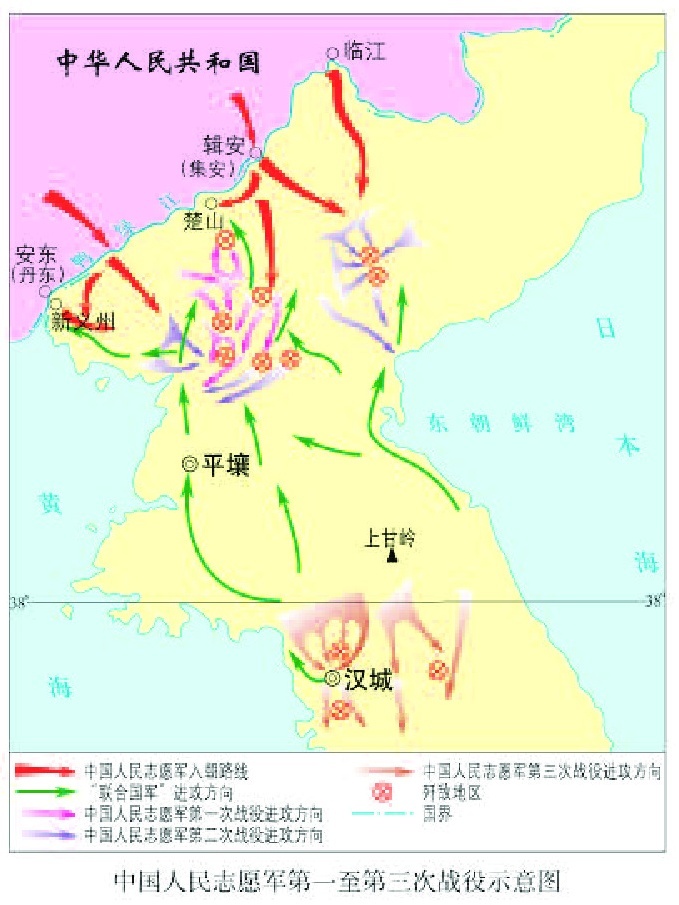 中华人民共和国
临江
辑安
(集安)
楚山
鸭绿江
安东
(丹东)
新义州
日本海
东朝鲜湾
平壤
黄海
上甘岭
38°
38°
汉城
中国人民志愿军入朝路线
"联合国军"进攻方向
中国人民志愿军第一次战役进攻方向
中国人民志愿军第二次战役进攻方向
中国人民志愿军第三次战役进攻方向
歼敌地区
国界
中国人民志愿军第一至第三次战役示意图